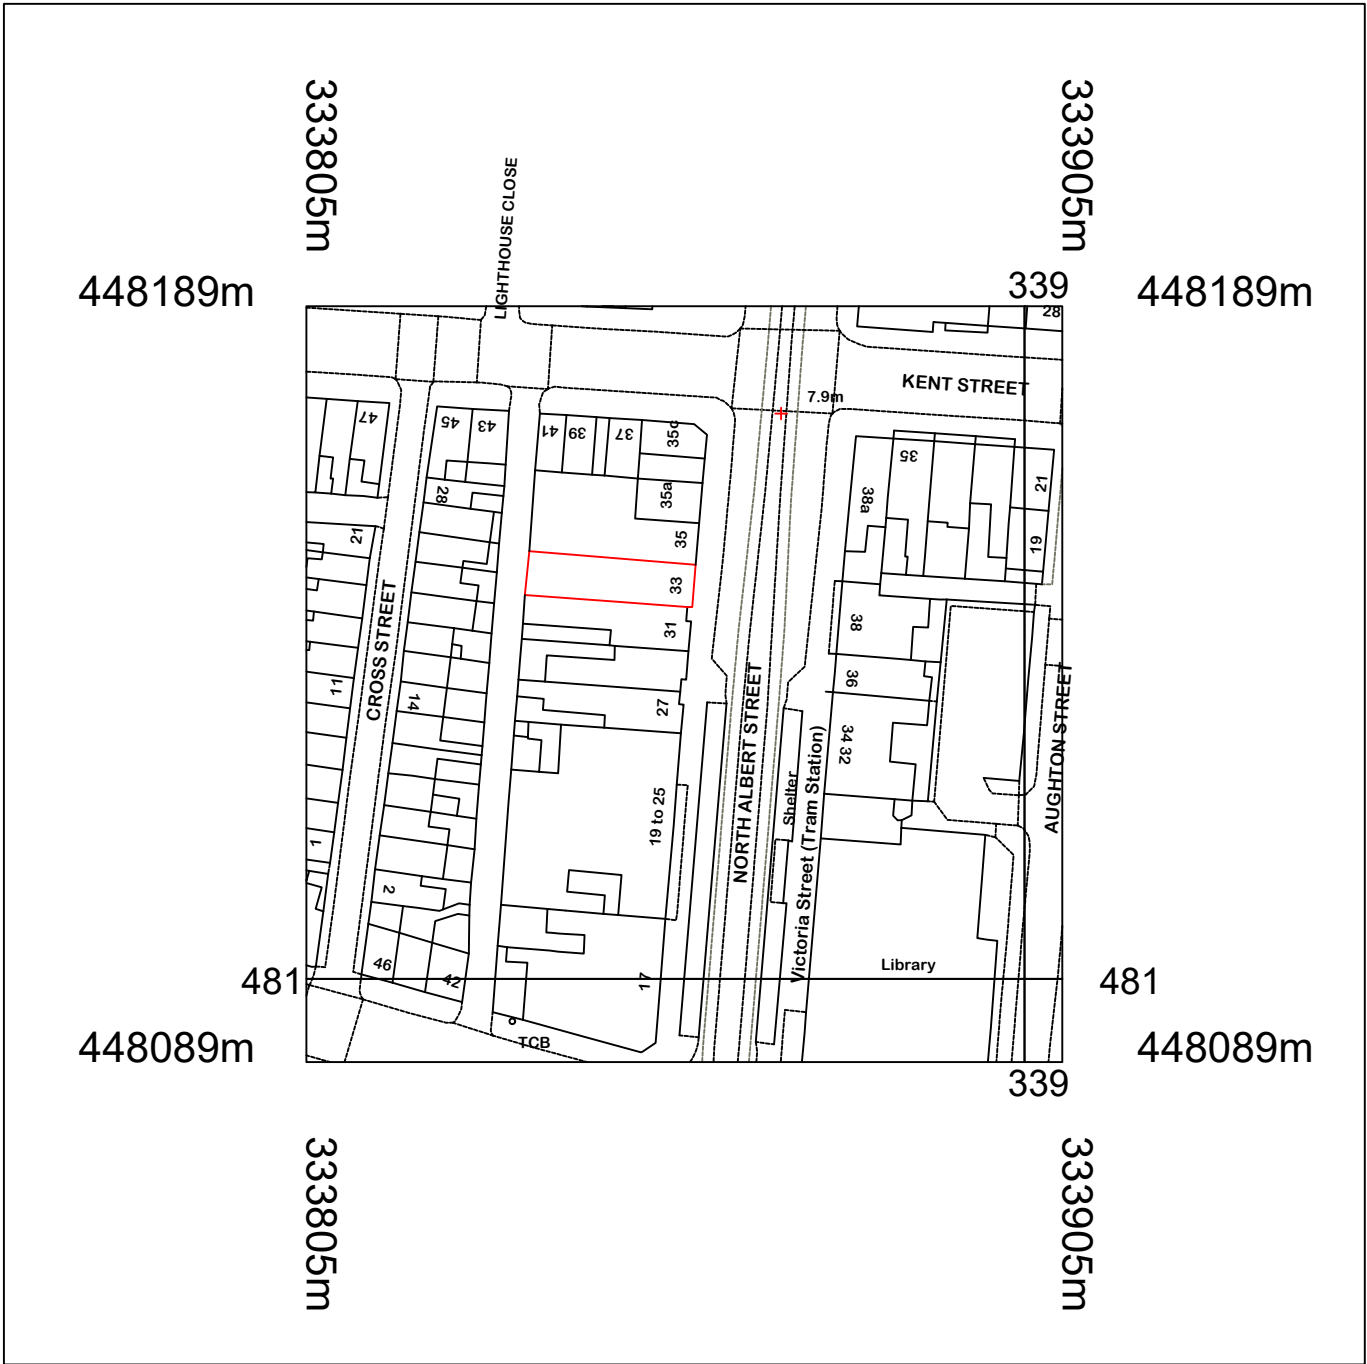 333805m
333905m
LIGHTHOUSE CLOSE
448189m
339
448189m
28
KENT STREET
7.9m
47
45
43
41
39
37
35c
35
21
28
35a
38a
21
35
19
33
CROSS STREET
31
38
11
14
27
36
NORTH ALBERT STREET
34 32
AUGHTON STREET
Shelter
Victoria Street (Tram Station)
19 to 25
1
2
46
42
17
Library
481
481
TCB
448089m
448089m
339
333805m
333905m